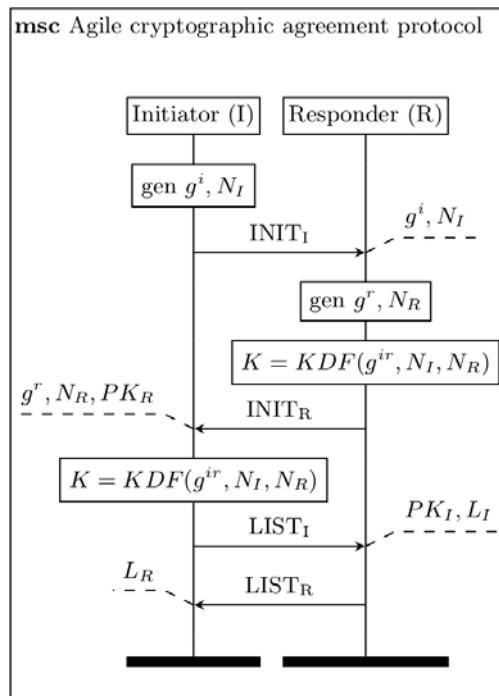 msc Agile cryptographic agreement protocol
Initiator (I) Responder (R)
gen g^i, N_I
g^i, N_I
INIT_I
gen g^r, N_R
K = KDF(g^{ir}, N_I, N_R)
g^r, N_R, PK_R
INIT_R
K = KDF(g^{ir}, N_I, N_R)
PK_I, L_I
LIST_I
L_R
LIST_R